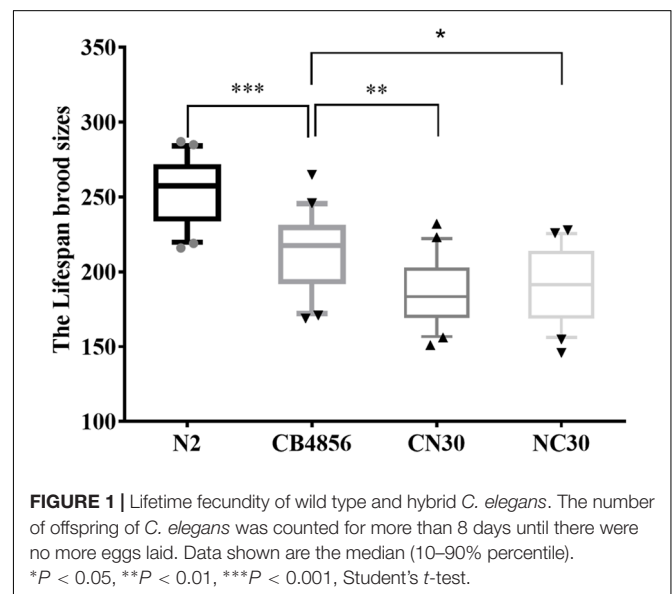 *
***
**
350
300
250
200
150
100
The Lifespan brood sizes
N2 CB4856 CN30 NC30
FIGURE 1 | Lifetime fecundity of wild type and hybrid C. elegans. The number
of offspring of C. elegans was counted for more than 8 days until there were
no more eggs laid. Data shown are the median (10–90% percentile).
*P < 0.05, **P < 0.01, ***P < 0.001, Student's t-test.